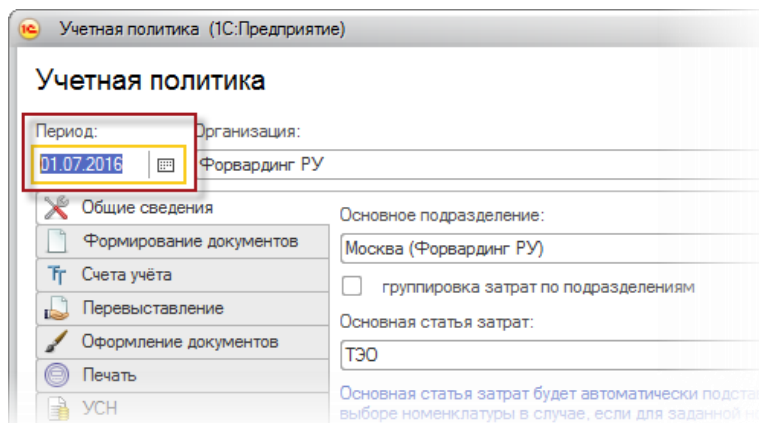 1С Учетная политика (1С:Предприятие)
Учетная политика
Период: Организация:
01.07.2016 Форвардинг РУ
Общие сведения
Формирование документов
Счета учёта
Перевыставление
Оформление документов
Печать
УСН
Основное подразделение:
Москва (Форвардинг РУ)
группировка затрат по подразделениям
Основная статья затрат:
ТЭО
Основная статья затрат будет автоматически
выборе номенклатуры в случае, если для заданной